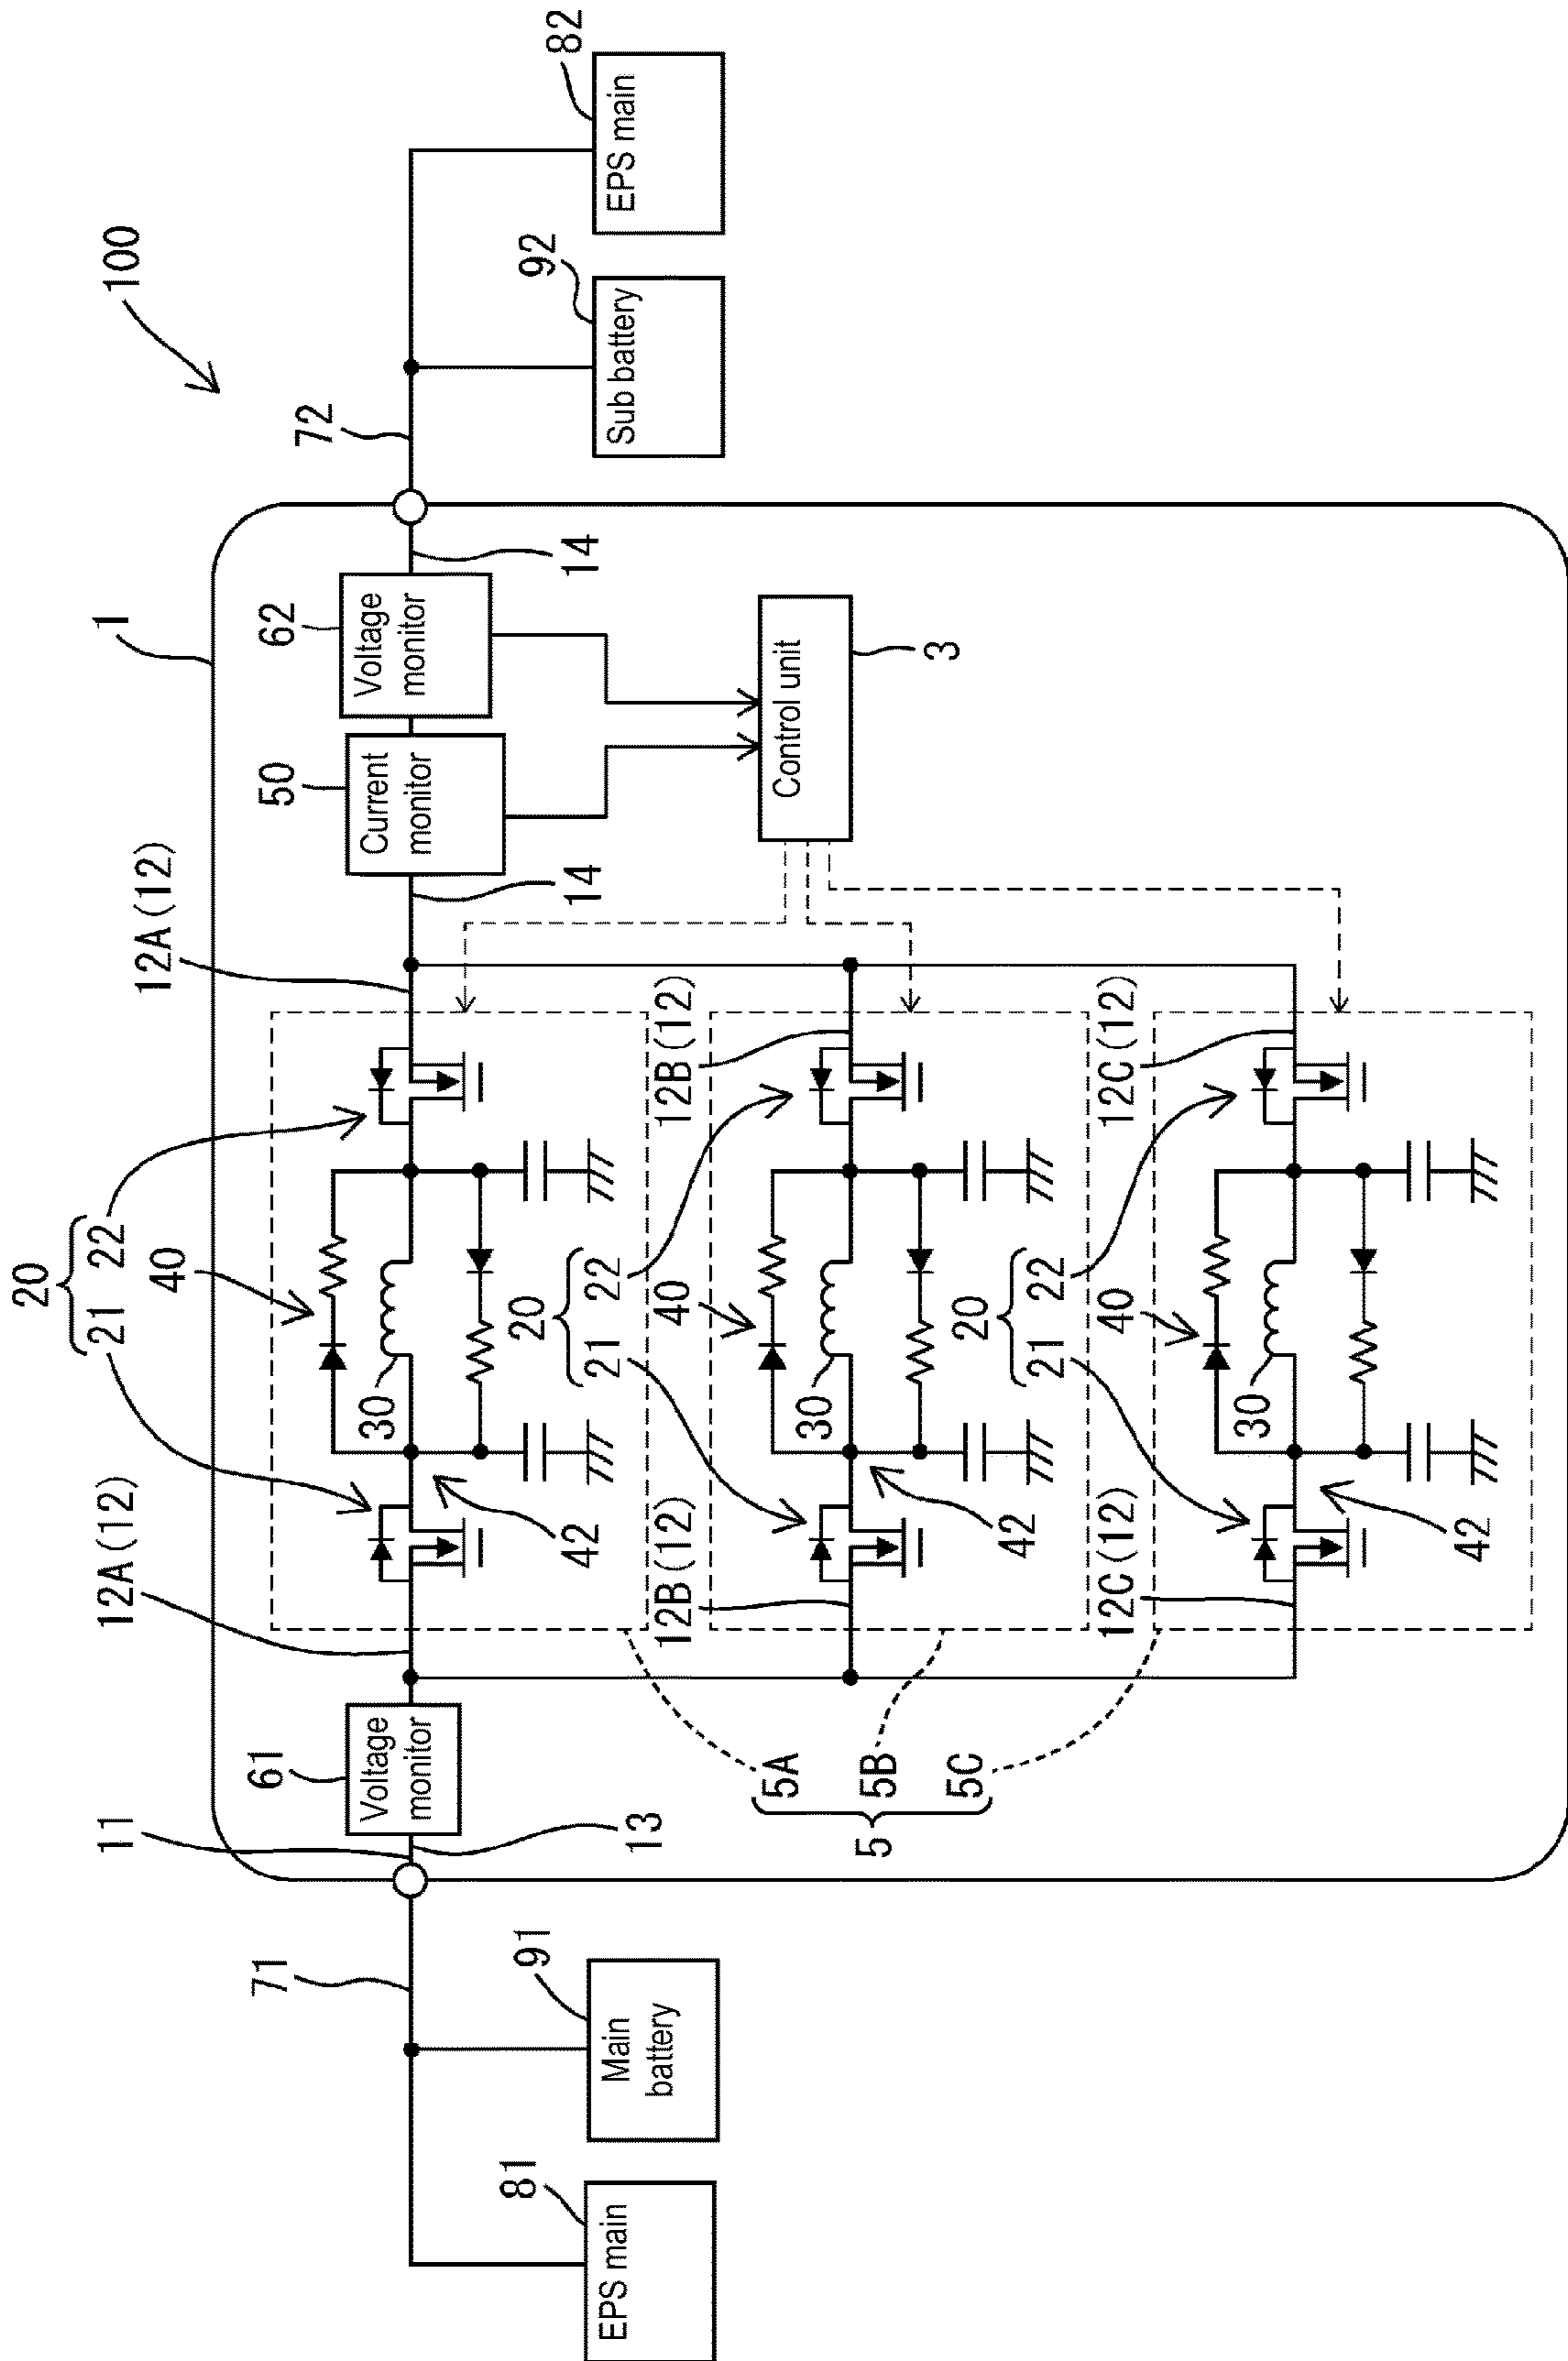 100
1
11
13
61
Voltage
monitor
12A(12)
20
21 22
40
30
42
12A(12)
14
50
Current
monitor
62
Voltage
monitor
14
72
92
Sub battery
82
EPS main
71
91
Main
battery
81
EPS main
3
Control unit
12B(12)
20
21 22
40
30
42
12B(12)
12C(12)
20
21 22
40
30
42
12C(12)
5
5A
5B
5C